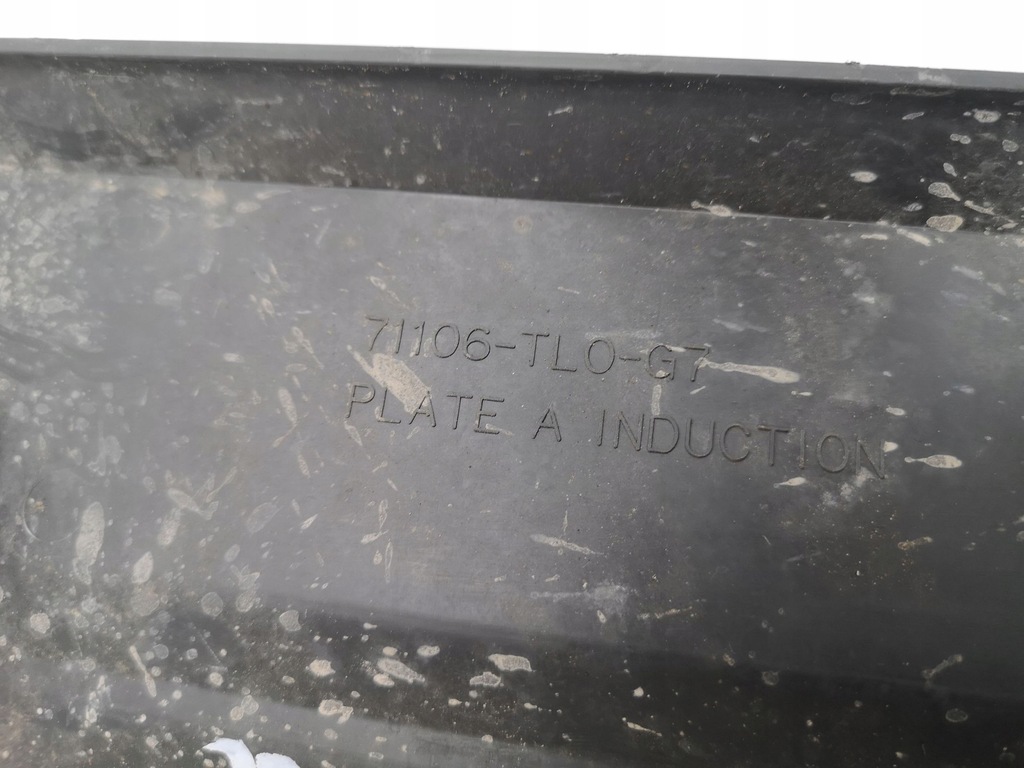 71106-TL0-G7
PLATE A INDUCTION